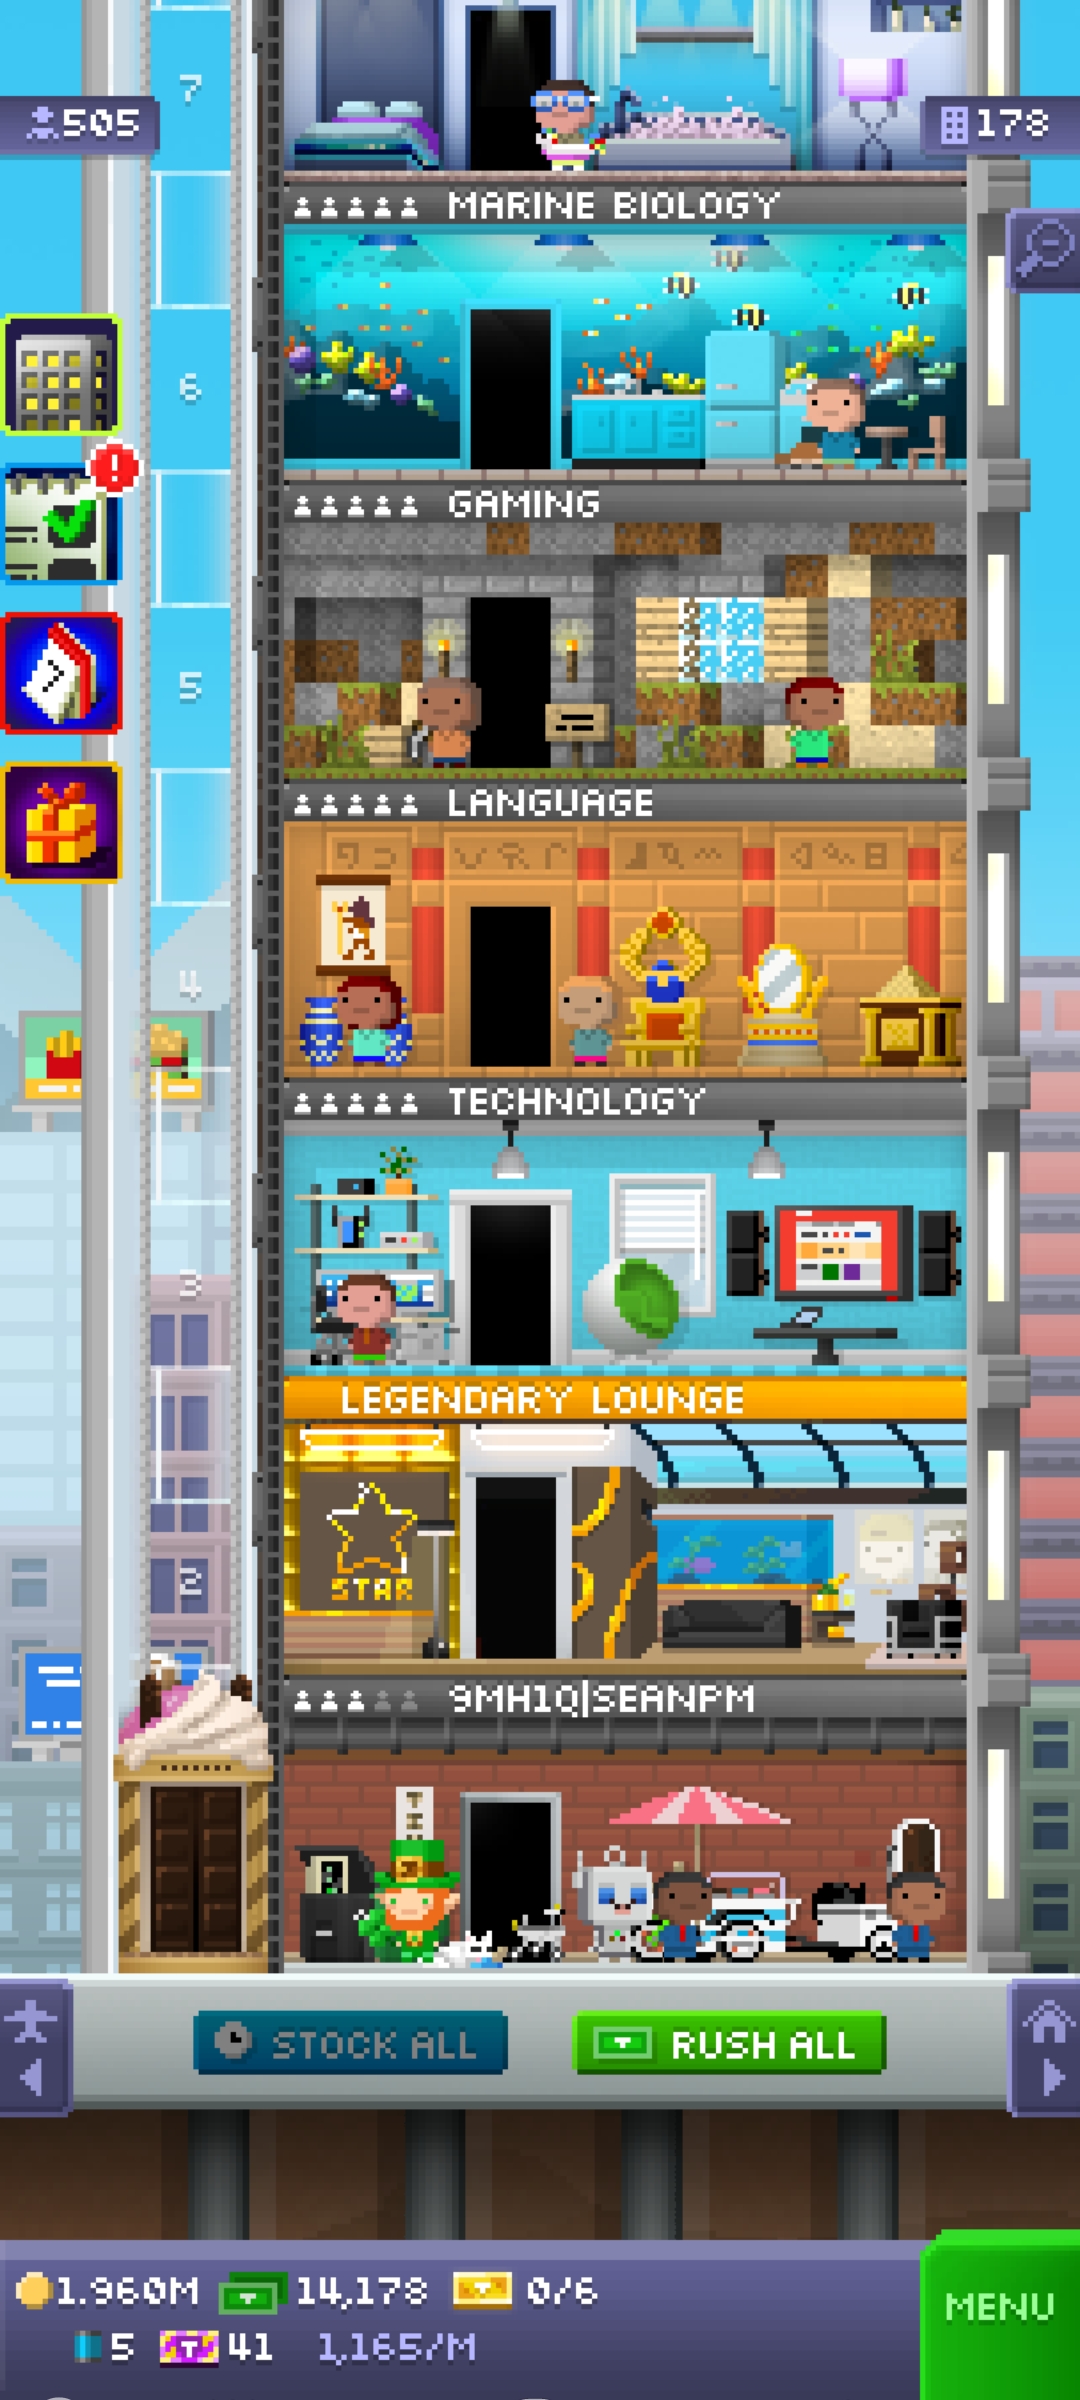 7
505
178
MARINE BIOLOGY
6
GAMING
5
LANGUAGE
4
TECHNOLOGY
3
LEGENDARY LOUNGE
STAR
2
9MH1Q|SEANPM
STOCK ALL
RUSH ALL
1.960M 14,178 0/6
5 41 1,165/M
MENU